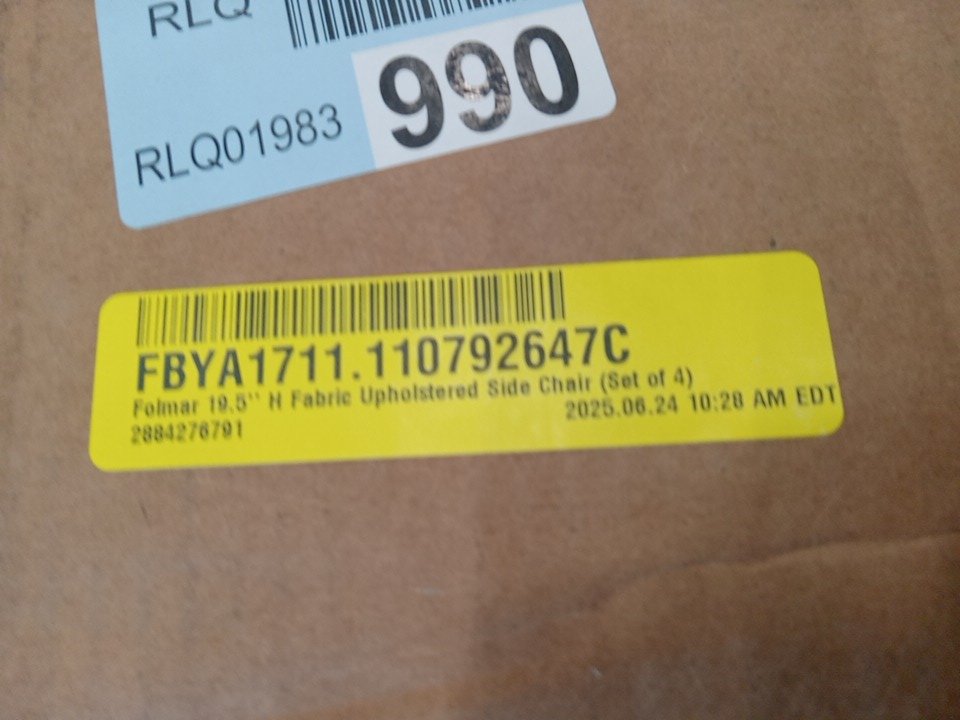 RLQ
RLQ01983
990
FBYA1711.110792647C
Folmar 19.5'' H Fabric Upholstered Side Chair (Set of 4)
2025.06.24 10:28 AM EDT
2884276791